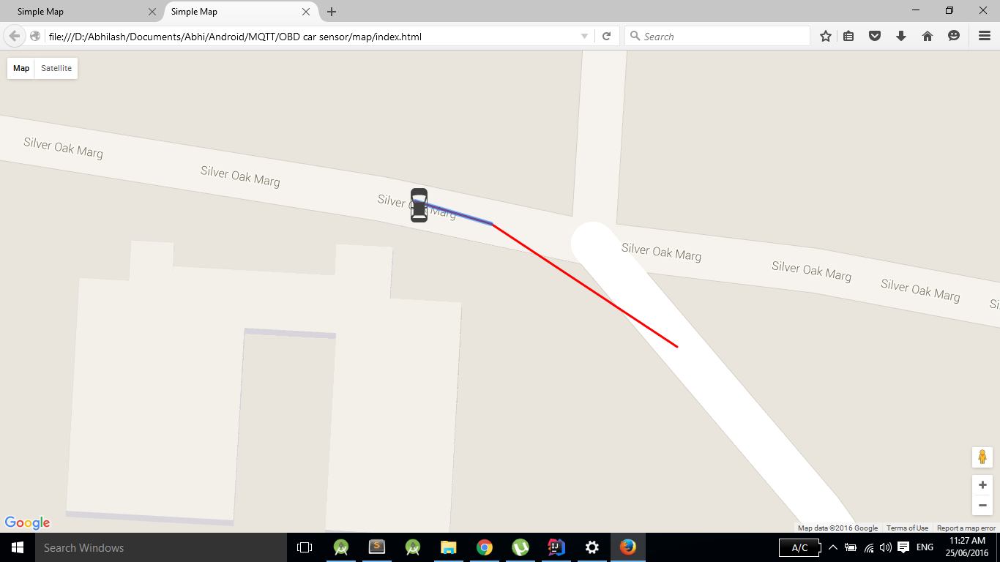 Simple Map
Simple Map
file:///D:/Abhilash/Documents/Abhi/Android/MQTT/OBD car sensor/map/index.html
Search
Map
Satellite
Silver Oak Marg
Silver Oak Marg
Silver Oak Marg
Silver Oak Marg
Silver Oak Marg
Silver Oak Marg
Si
Google
Map data ©2016 Google
Terms of Use
Report a map error
Search Windows
S
IJ
A/C
ENG
11:27 AM
25/06/2016